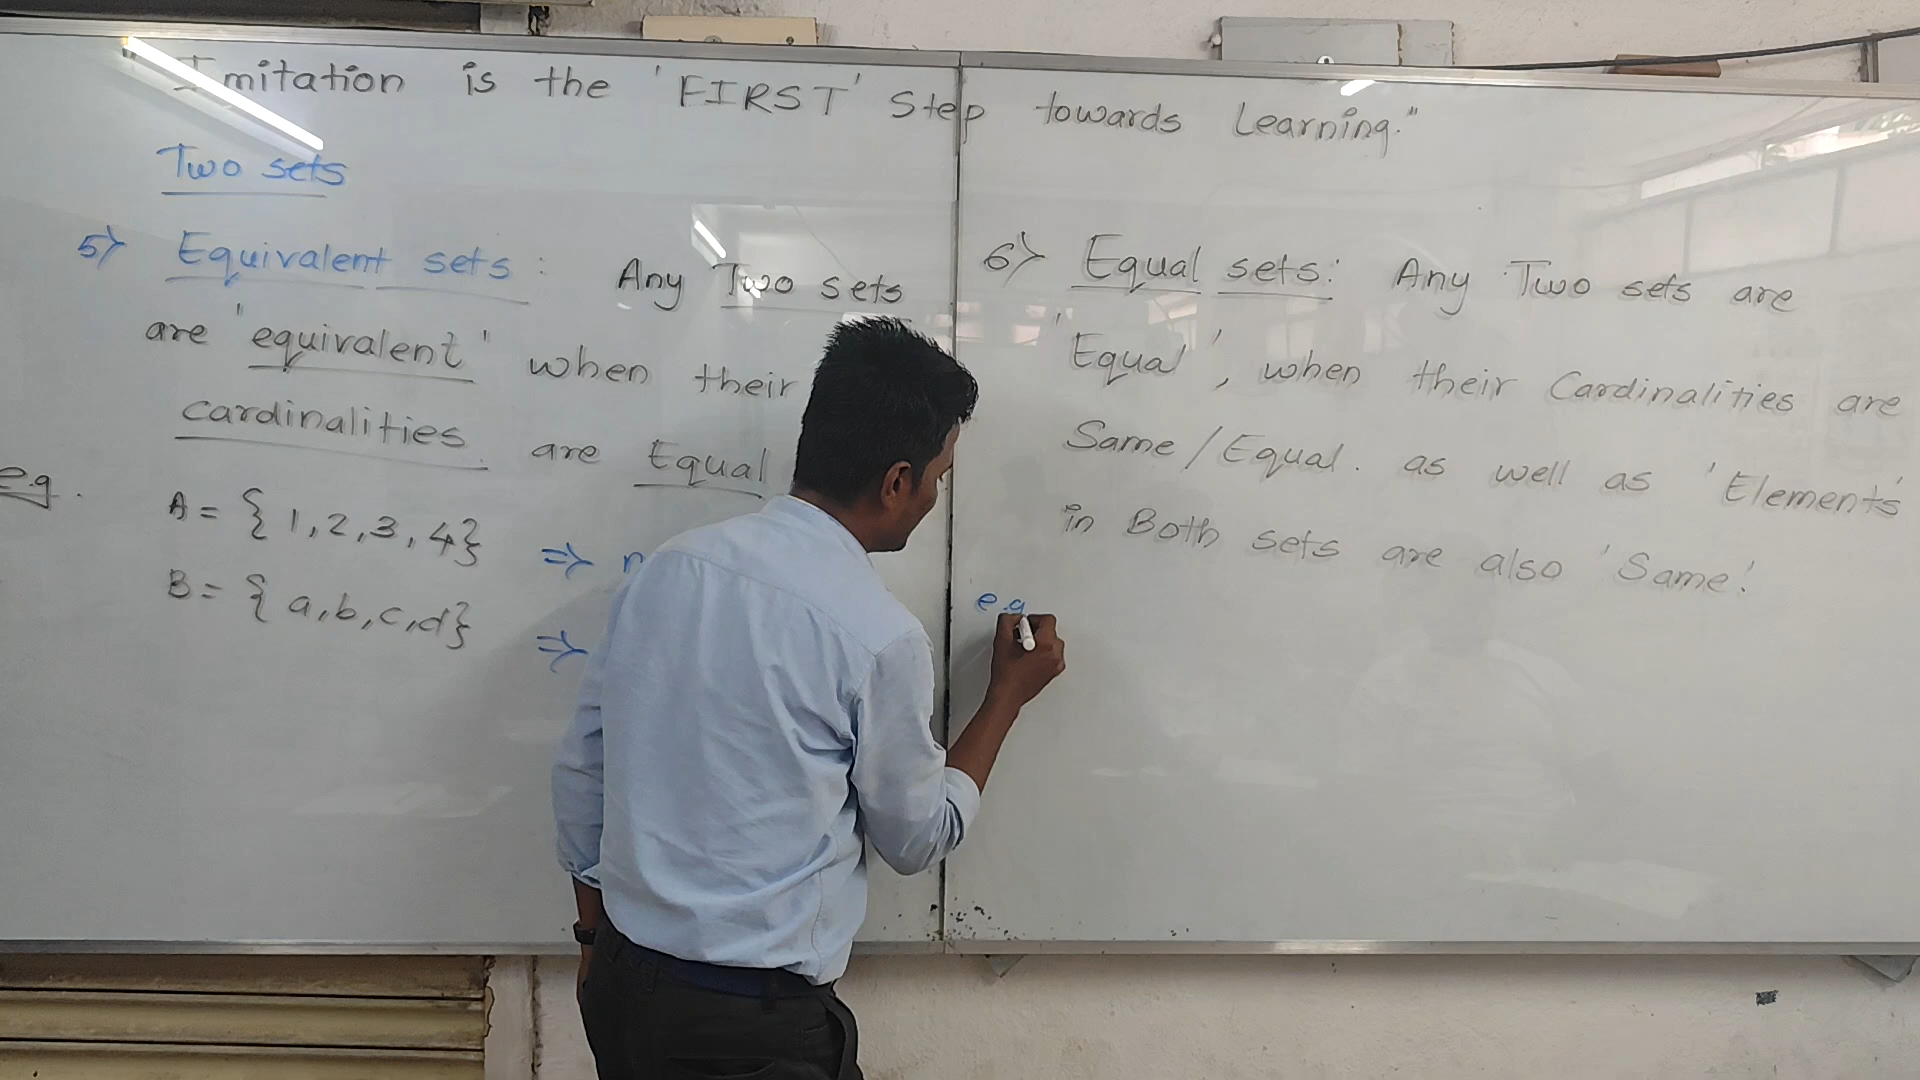 "Imitation is the 'FIRST' Step towards Learning."
Two sets
5) Equivalent sets : Any Two sets
are 'equivalent' when their
cardinalities are Equal
e.g. A = { 1, 2, 3, 4}
=> n
B = { a, b, c, d}
=>
6) Equal sets: Any Two sets are
'Equal', when their Cardinalities are
Same / Equal. as well as 'Elements'
in Both sets are also 'Same'.
e.g